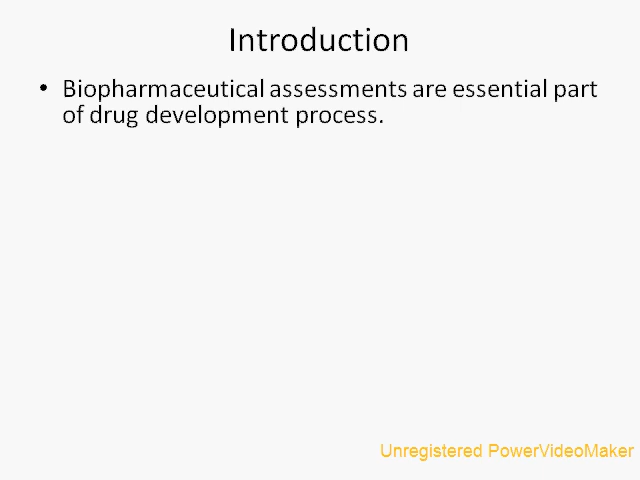 Introduction
• Biopharmaceutical assessments are essential part
of drug development process.
Unregistered PowerVideoMaker